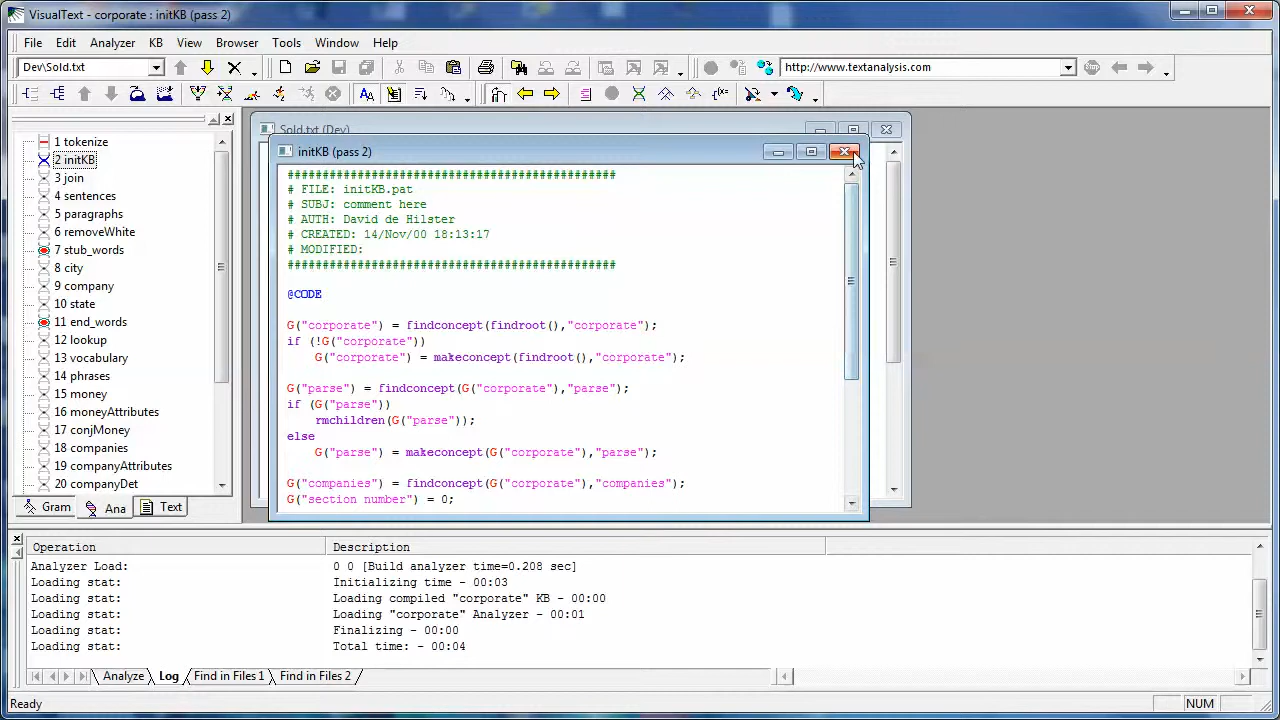 VisualText - corporate : initKB (pass 2)
File Edit Analyzer KB View Browser Tools Window Help
Dev\Sold.txt
http://www.textanalysis.com
1 tokenize
2 initKB
3 join
4 sentences
5 paragraphs
6 removeWhite
7 stub_words
8 city
9 company
10 state
11 end_words
12 lookup
13 vocabulary
14 phrases
15 money
16 moneyAttributes
17 conjMoney
18 companies
19 companyAttributes
20 companyDet
Gram Ana Text
Sold.txt (Dev)
initKB (pass 2)
###############################################
# FILE: initKB.pat
# SUBJ: comment here
# AUTH: David de Hilster
# CREATED: 14/Nov/00 18:13:17
# MODIFIED:
###############################################
@CODE
G("corporate") = findconcept(findroot(),"corporate");
if (!G("corporate"))
G("corporate") = makeconcept(findroot(),"corporate");
G("parse") = findconcept(G("corporate"),"parse");
if (G("parse"))
rmchildren(G("parse"));
else
G("parse") = makeconcept(G("corporate"),"parse");
G("companies") = findconcept(G("corporate"),"companies");
G("section number") = 0;
Operation Description
Analyzer Load: 0 0 [Build analyzer time=0.208 sec]
Loading stat: Initializing time - 00:03
Loading stat: Loading compiled "corporate" KB - 00:00
Loading stat: Loading "corporate" Analyzer - 00:01
Loading stat: Finalizing - 00:00
Loading stat: Total time: - 00:04
Analyze Log Find in Files 1 Find in Files 2
Ready NUM